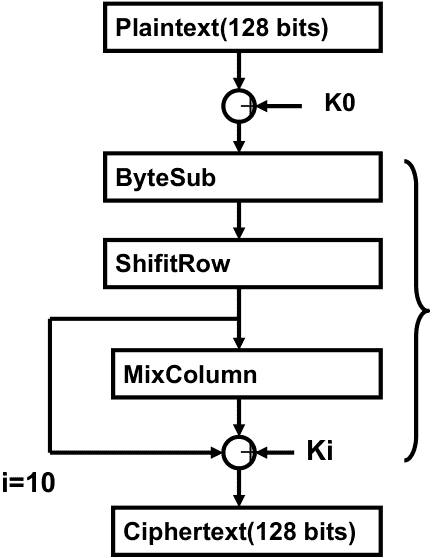 Plaintext(128 bits)
K0
ByteSub
ShifitRow
MixColumn
Ki
i=10
Ciphertext(128 bits)